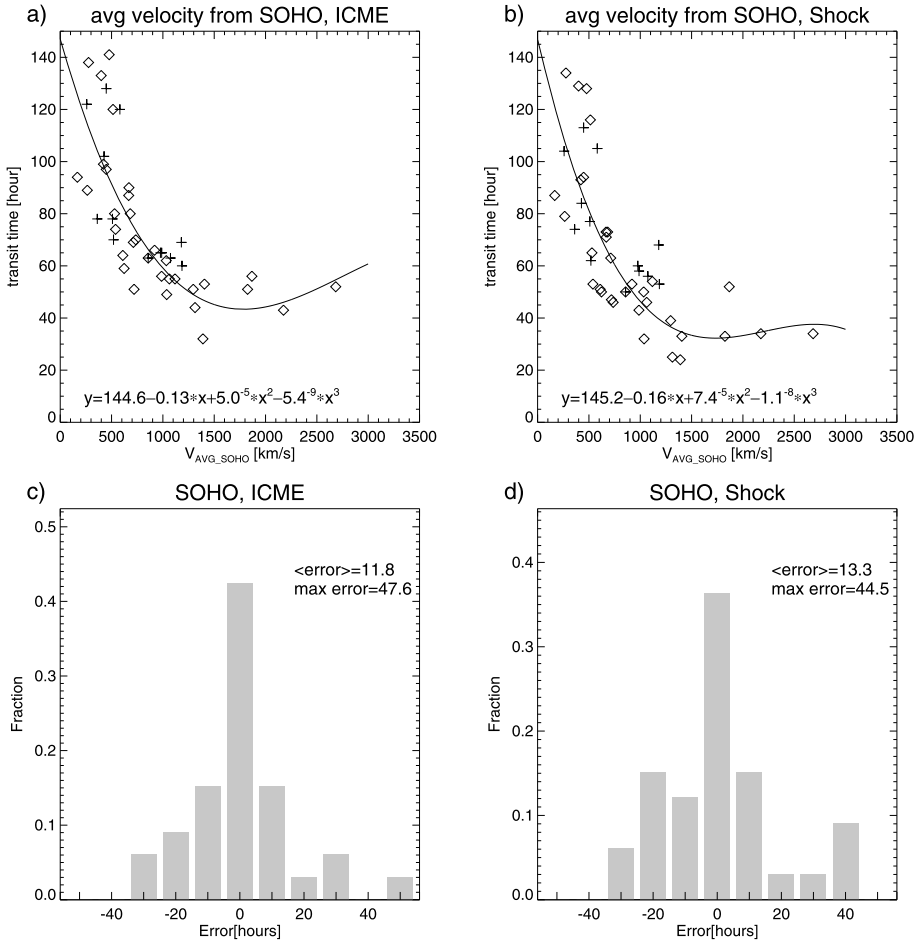 a) avg velocity from SOHO, ICME
140
120
100
80
60
40
20
0
transit time [hour]
y=144.6−0.13*x+5.0⁻⁵*x²−5.4⁻⁹*x³
0 500 1000 1500 2000 2500 3000 3500
V_AVG_SOHO [km/s]
b) avg velocity from SOHO, Shock
140
120
100
80
60
40
20
0
transit time [hour]
y=145.2−0.16*x+7.4⁻⁵*x²−1.1⁻⁸*x³
0 500 1000 1500 2000 2500 3000 3500
V_AVG_SOHO [km/s]
c) SOHO, ICME
0.5
0.4
0.3
0.2
0.1
0.0
Fraction
<error>=11.8
max error=47.6
-40 -20 0 20 40
Error[hours]
d) SOHO, Shock
0.4
0.3
0.2
0.1
0.0
Fraction
<error>=13.3
max error=44.5
-40 -20 0 20 40
Error[hours]